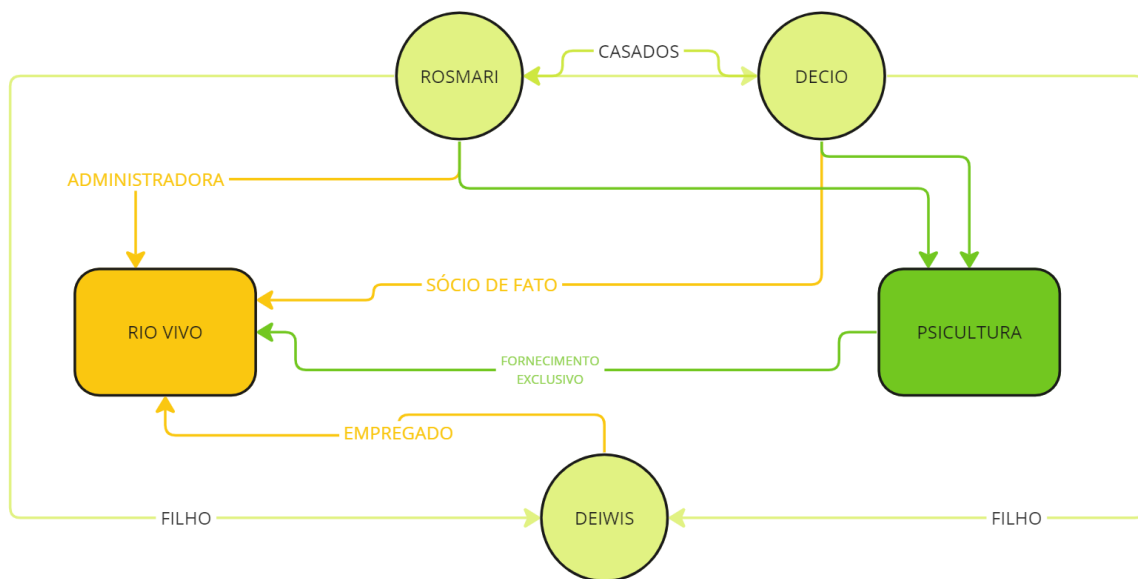 CASADOS
ROSMARI
DECIO
ADMINISTRADORA
SÓCIO DE FATO
RIO VIVO
PSICULTURA
FORNECIMENTO
EXCLUSIVO
EMPREGADO
FILHO
DEIWIS
FILHO